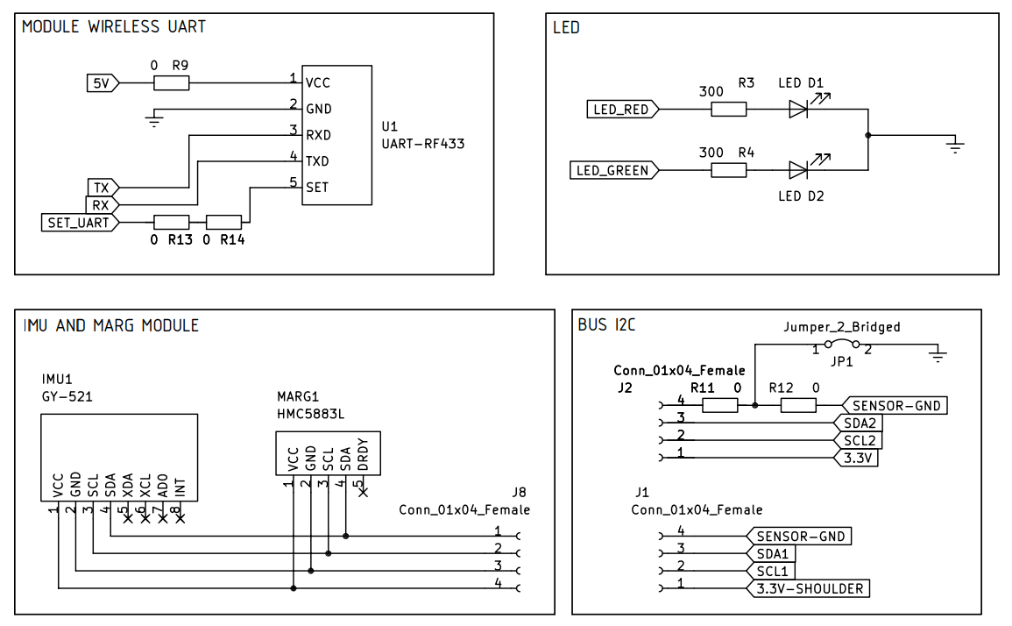 MODULE WIRELESS UART
0 R9
5V
1 VCC
2 GND
3 RXD
4 TXD
5 SET
U1
UART-RF433
TX
RX
SET_UART
0 R13 0 R14
LED
300 R3 LED D1
LED_RED
300 R4
LED_GREEN
LED D2
IMU AND MARG MODULE
IMU1
GY-521
VCC
GND
SCL
SDA
XDA
XCL
AD0
INT
1 2 3 4 5 6 7 8
MARG1
HMC5883L
VCC
GND
SCL
SDA
DRDY
1 2 3 4 5
J8
Conn_01x04_Female
1
2
3
4
BUS I2C
Jumper_2_Bridged
1 2
JP1
Conn_01x04_Female
J2 R11 0 R12 0
4 SENSOR-GND
3 SDA2
2 SCL2
1 3.3V
J1
Conn_01x04_Female
4 SENSOR-GND
3 SDA1
2 SCL1
1 3.3V-SHOULDER